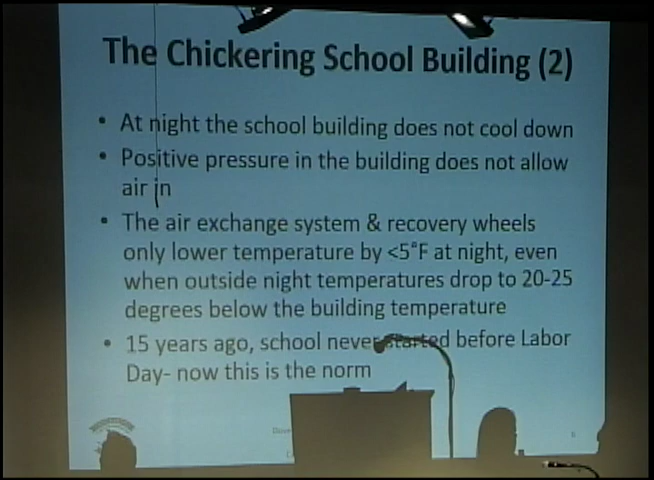 The Chickering School Building (2)
• At night the school building does not cool down
• Positive pressure in the building does not allow
air in
• The air exchange system & recovery wheels
only lower temperature by <5°F at night, even
when outside night temperatures drop to 20-25
degrees below the building temperature
• 15 years ago, school never started before Labor
Day- now this is the norm